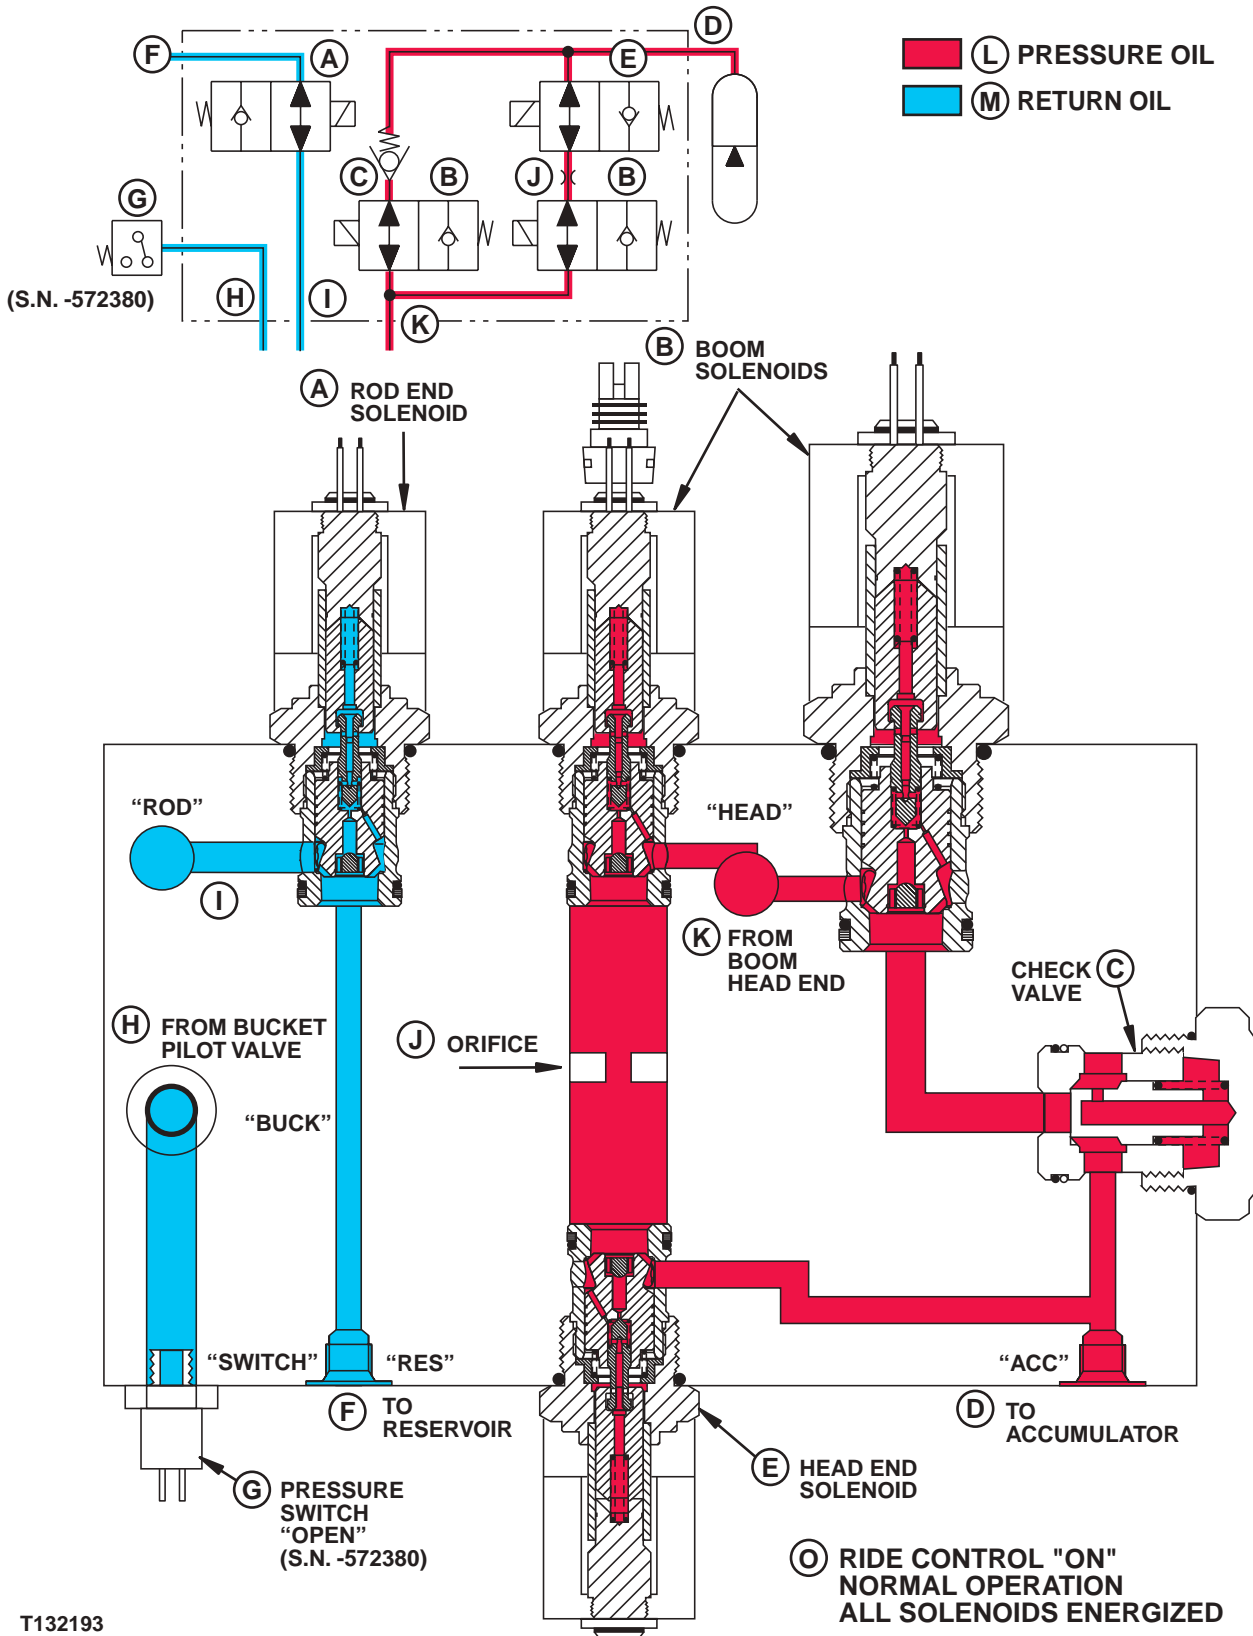 D
F
A
E
L PRESSURE OIL
M RETURN OIL
C
B
J
B
G
(S.N. -572380)
H
I
K
B BOOM
SOLENOIDS
A ROD END
SOLENOID
"ROD"
"HEAD"
I
K FROM
BOOM
HEAD END
CHECK C
VALVE
H FROM BUCKET
PILOT VALVE
J ORIFICE
"BUCK"
"SWITCH"
"RES"
"ACC"
F TO
RESERVOIR
D TO
ACCUMULATOR
G PRESSURE
SWITCH
"OPEN"
(S.N. -572380)
E HEAD END
SOLENOID
O RIDE CONTROL "ON"
NORMAL OPERATION
ALL SOLENOIDS ENERGIZED
T132193